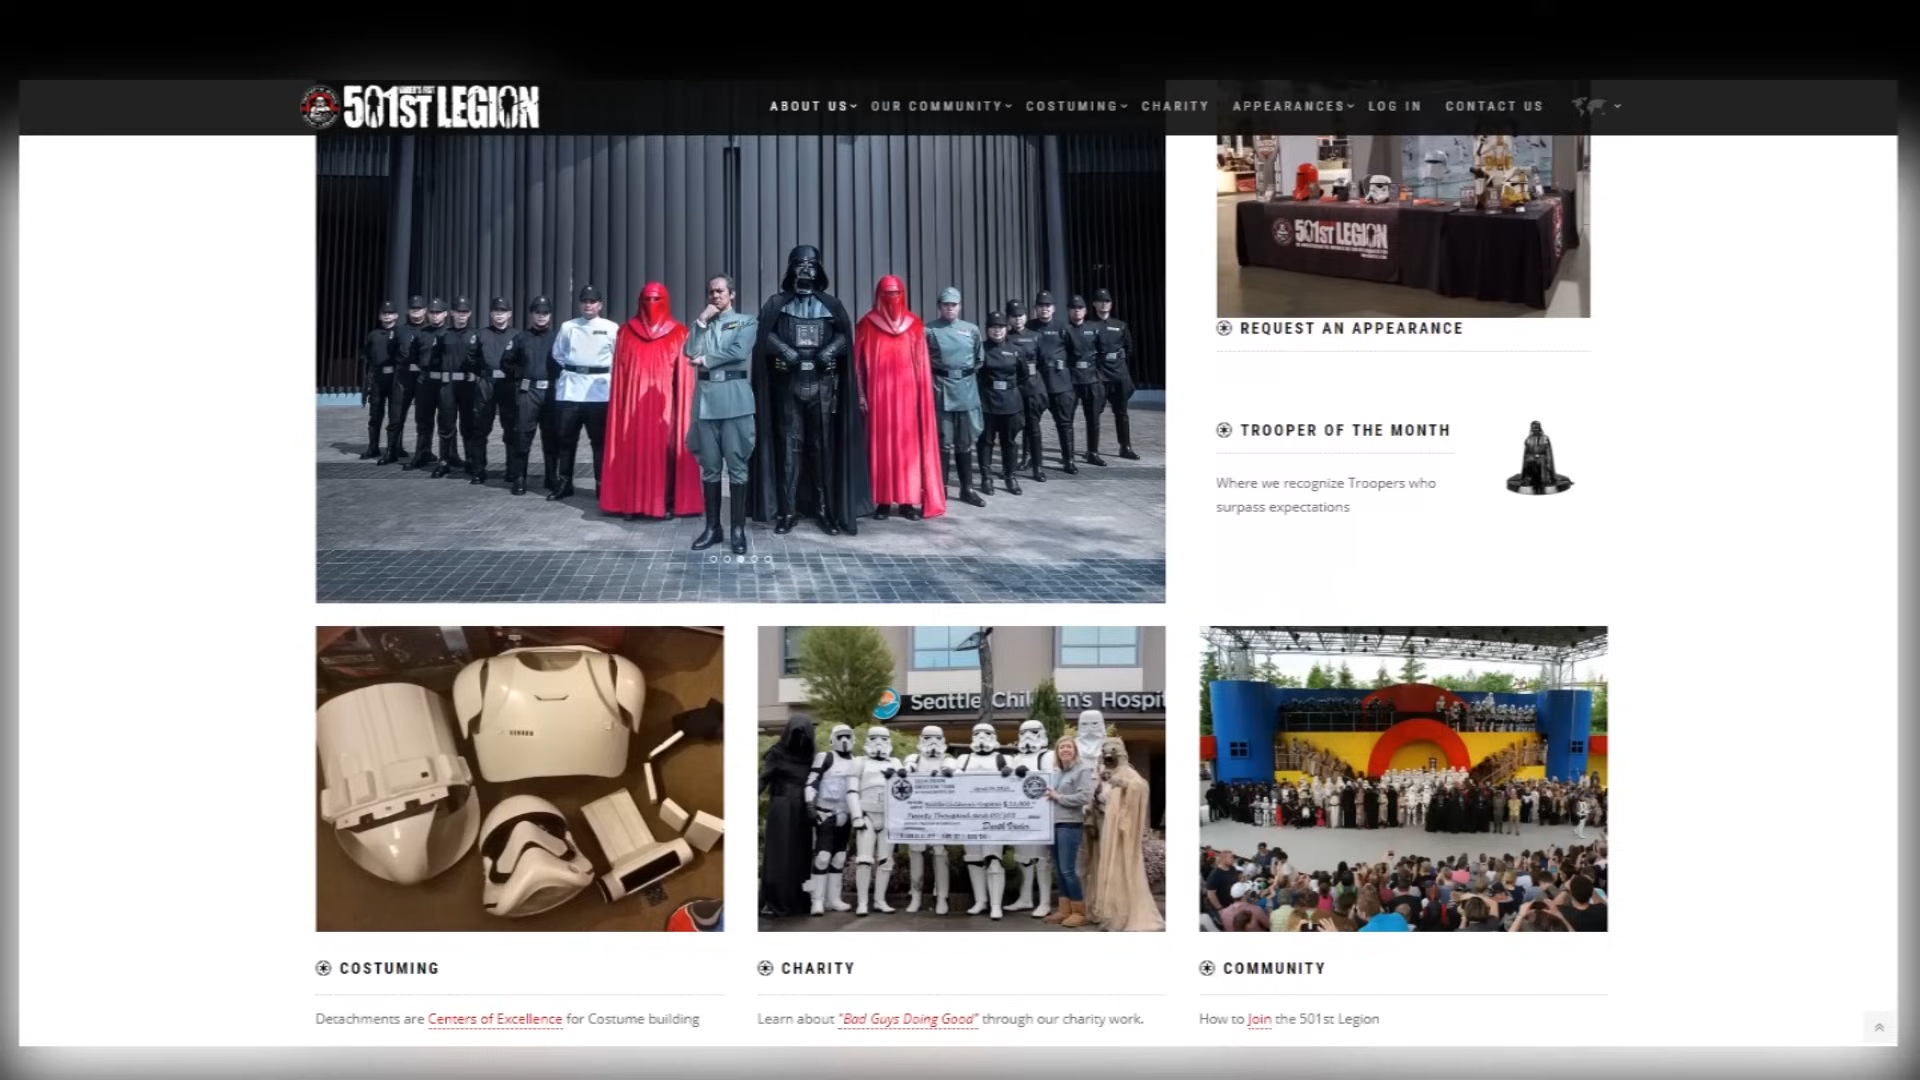 501ST LEGION
ABOUT US OUR COMMUNITY COSTUMING CHARITY APPEARANCES LOG IN CONTACT US
501ST LEGION
REQUEST AN APPEARANCE
TROOPER OF THE MONTH
Where we recognize Troopers who
surpass expectations
Seattle Children's Hospi
Death Vader
COSTUMING
CHARITY
COMMUNITY
Detachments are Centers of Excellence for Costume building
Learn about "Bad Guys Doing Good" through our charity work.
How to Join the 501st Legion